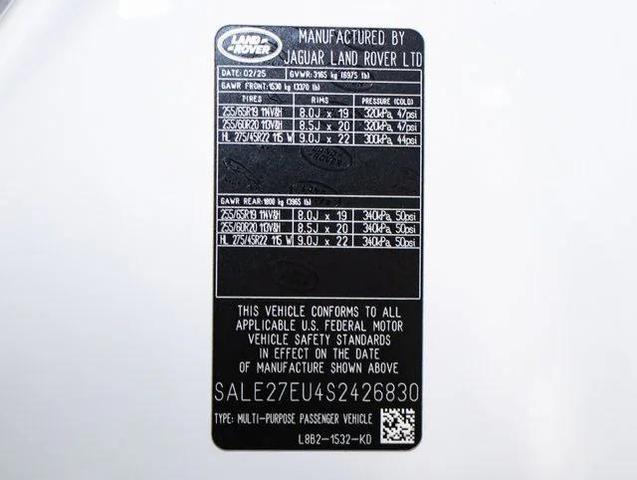 LAND ROVER
MANUFACTURED BY
JAGUAR LAND ROVER LTD
DATE: 02/25 GVWR: 3165 kg (6975 lb)
GAWR FRONT: 1530 kg (3370 lb)
TIRES RIMS PRESSURE (COLD)
255/65R19 114V&H 8.0J x 19 320kPa, 47psi
255/60R20 113V&H 8.5J x 20 320kPa, 47psi
HL 275/45R22 115 W 9.0J x 22 300kPa, 44psi
GAWR REAR: 1800 kg (3965 lb)
255/65R19 114V&H 8.0J x 19 340kPa, 50psi
255/60R20 113V&H 8.5J x 20 340kPa, 50psi
HL 275/45R22 115 W 9.0J x 22 340kPa, 50psi
THIS VEHICLE CONFORMS TO ALL
APPLICABLE U.S. FEDERAL MOTOR
VEHICLE SAFETY STANDARDS
IN EFFECT ON THE DATE
OF MANUFACTURE SHOWN ABOVE
SALE27EU4S2426830
TYPE: MULTI-PURPOSE PASSENGER VEHICLE
L8B2-1532-KD